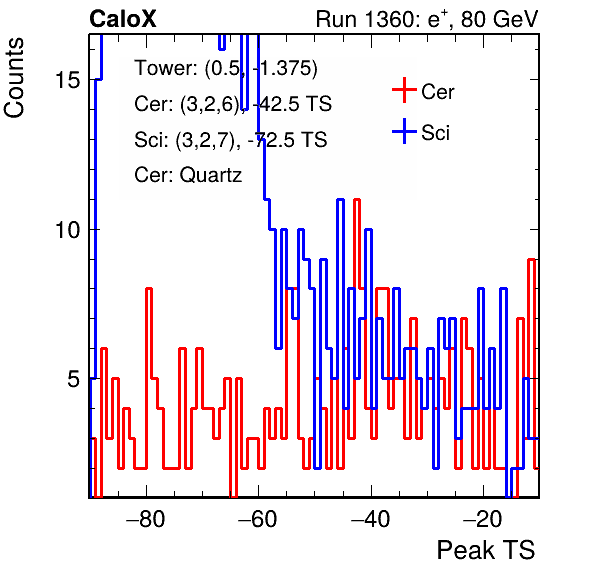 CaloX Run 1360: e⁺, 80 GeV
Counts
Tower: (0.5, -1.375)
Cer: (3,2,6), -42.5 TS
Sci: (3,2,7), -72.5 TS
Cer: Quartz
Cer
Sci
15
10
5
−80 −60 −40 −20
Peak TS